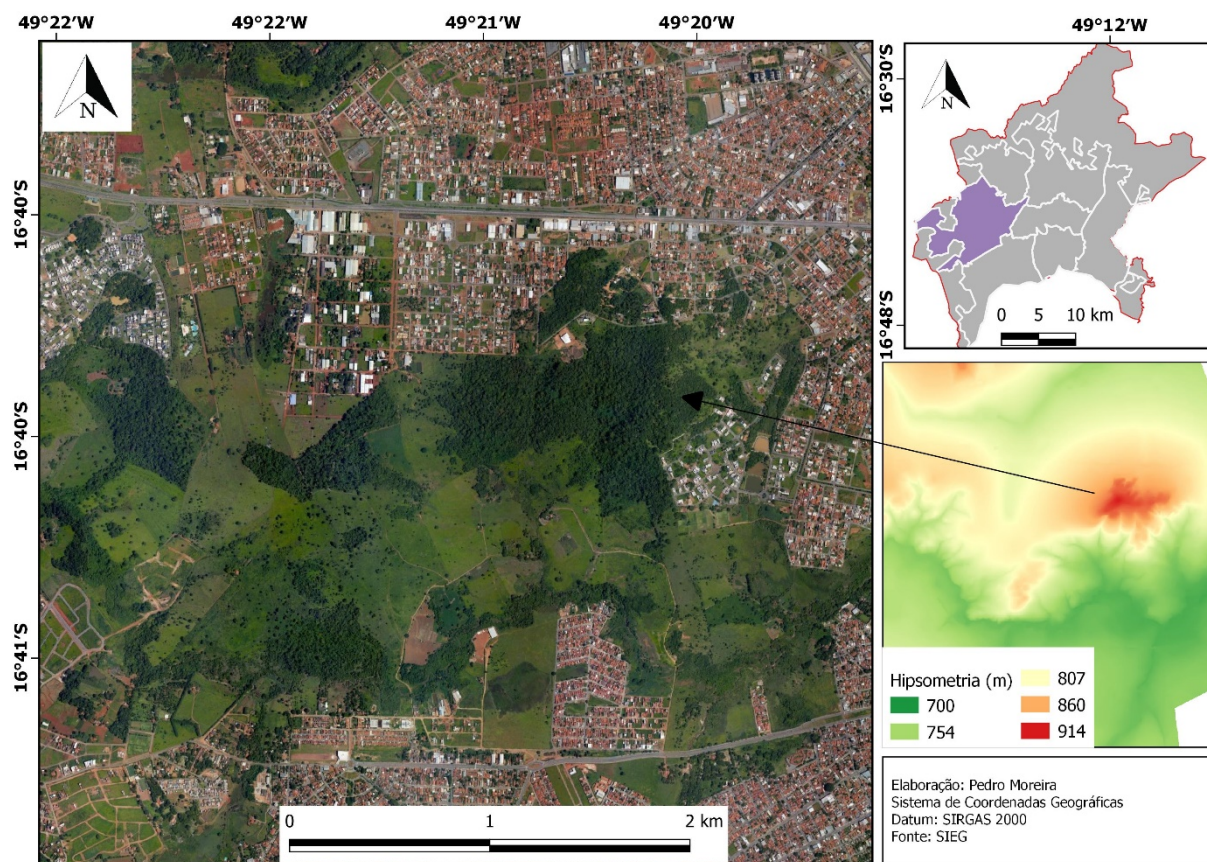 49°22'W 49°22'W 49°21'W 49°20'W
49°12'W
N
N
16°30'S
16°40'S
16°48'S
0 5 10 km
16°40'S
16°41'S
Hipsometria (m)
700
754
807
860
914
0 1 2 km
Elaboração: Pedro Moreira
Sistema de Coordenadas Geográficas
Datum: SIRGAS 2000
Fonte: SIEG